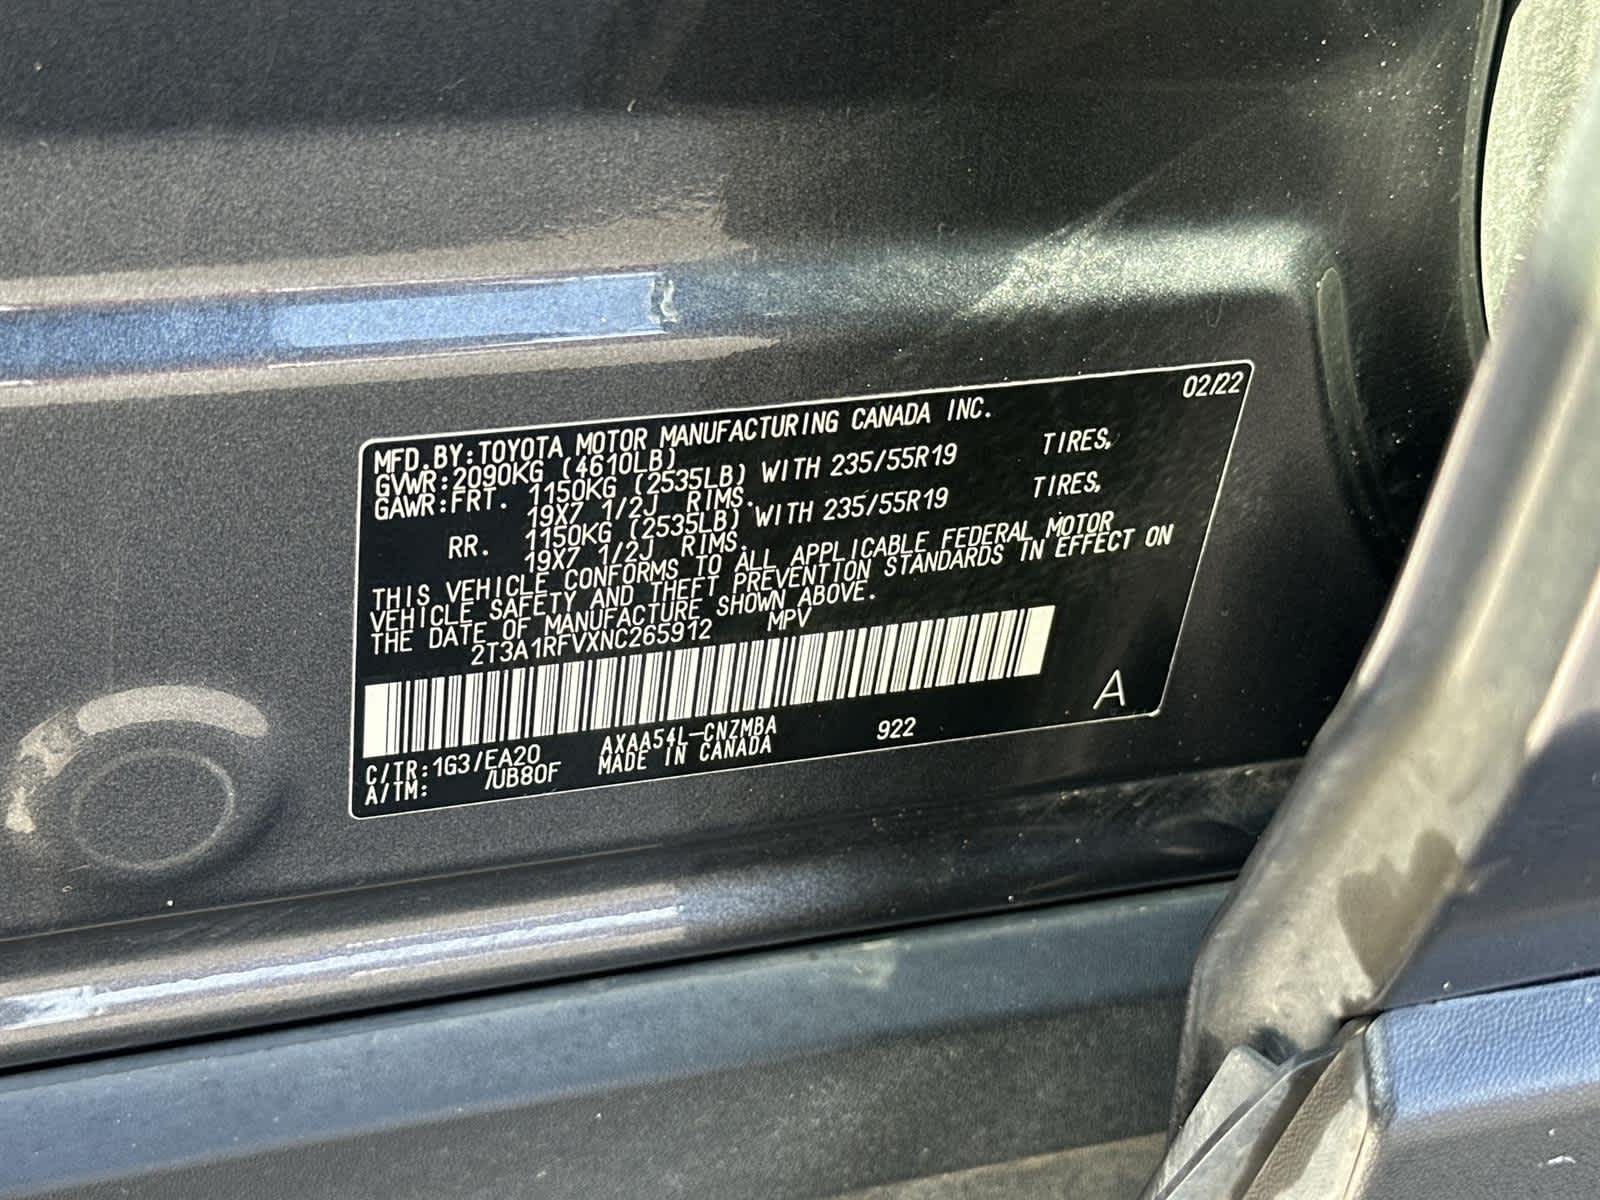 02/22
MFD.BY:TOYOTA MOTOR MANUFACTURING CANADA INC.
GVWR:2090KG (4610LB)
GAWR:FRT. 1150KG (2535LB) WITH 235/55R19 TIRES,
19X7 1/2J RIMS.
RR. 1150KG (2535LB) WITH 235/55R19 TIRES,
19X7 1/2J RIMS.
THIS VEHICLE CONFORMS TO ALL APPLICABLE FEDERAL MOTOR
VEHICLE SAFETY AND THEFT PREVENTION STANDARDS IN EFFECT ON
THE DATE OF MANUFACTURE SHOWN ABOVE.
2T3A1RFVXNC265912 MPV
C/TR:1G3/EA20 AXAA54L-CNZMBA 922 A
A/TM: /UB80F MADE IN CANADA